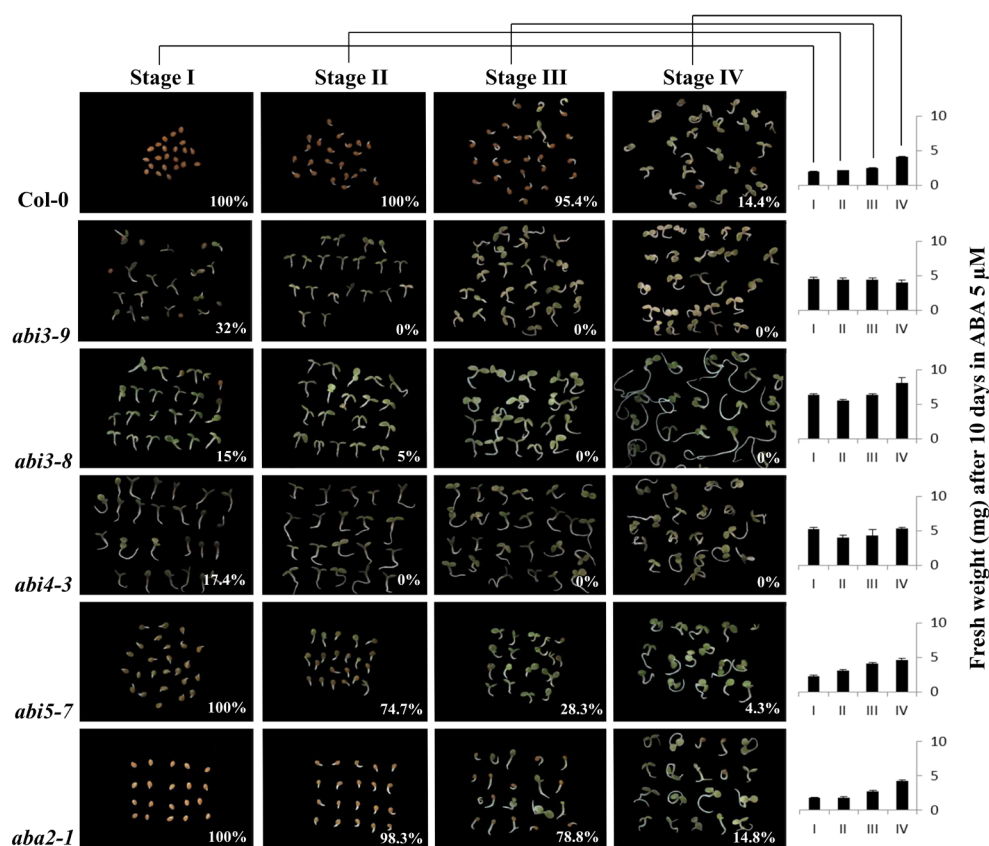 Stage I Stage II Stage III Stage IV
Col-0 100% 100% 95.4% 14.4%
10
5
0
I II III IV
abi3-9 32% 0% 0% 0%
10
5
0
I II III IV
abi3-8 15% 5% 0% 0%
10
5
0
I II III IV
abi4-3 17.4% 0% 0% 0%
10
5
0
I II III IV
abi5-7 100% 74.7% 28.3% 4.3%
10
5
0
I II III IV
aba2-1 100% 98.3% 78.8% 14.8%
10
5
0
I II III IV
Fresh weight (mg) after 10 days in ABA 5 µM